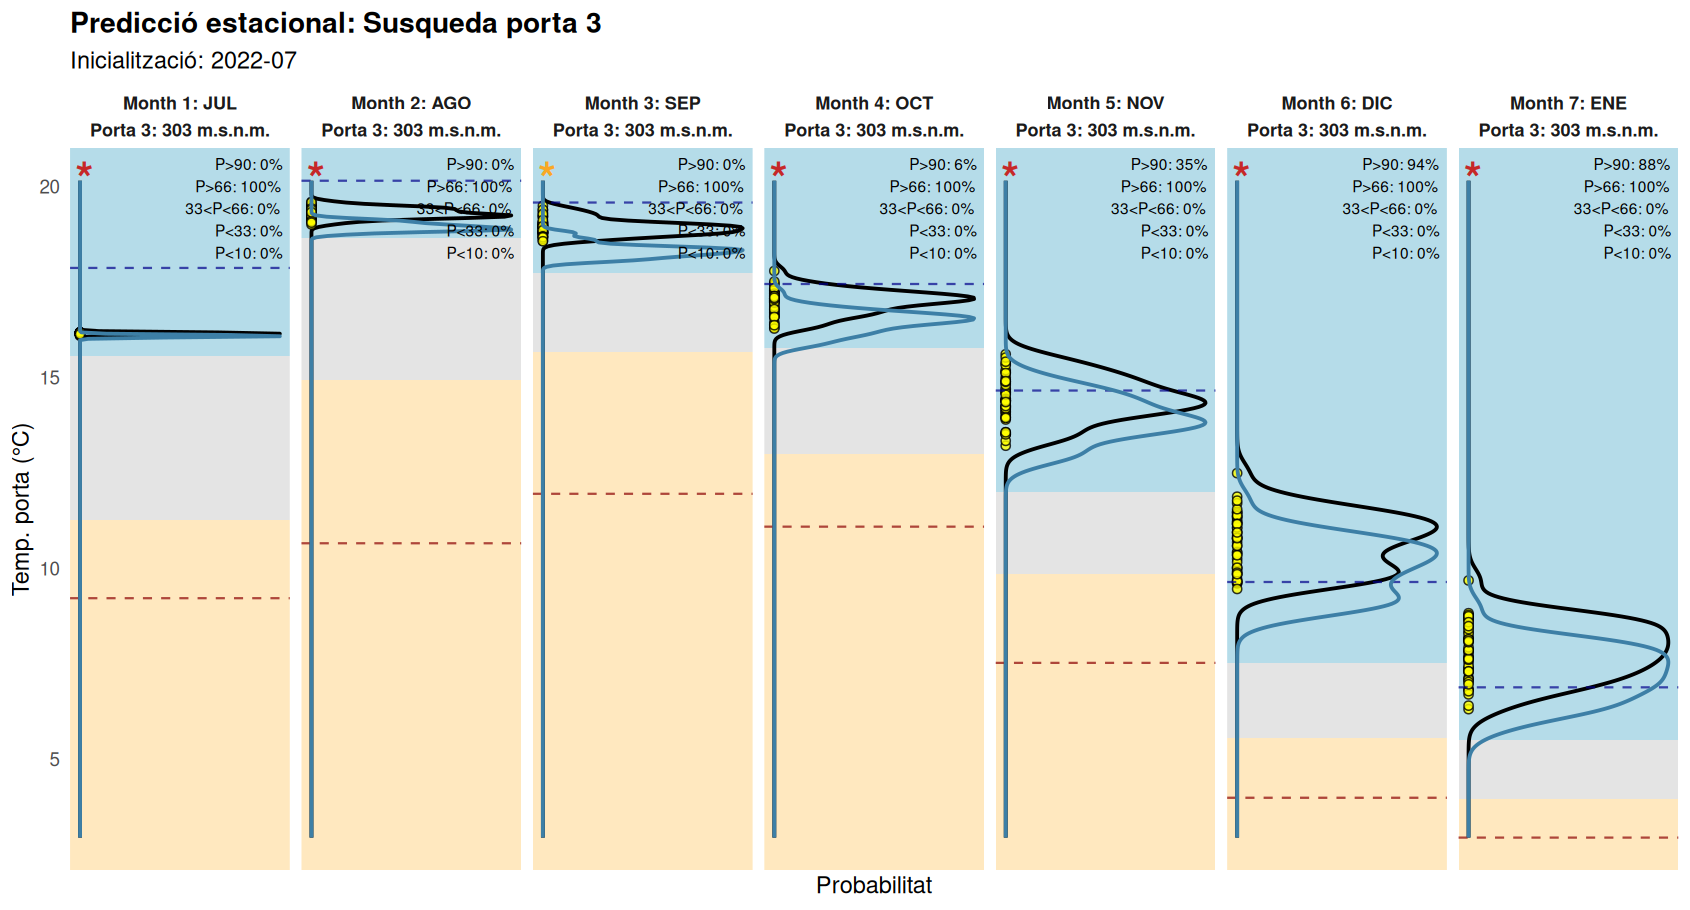 Predicció estacional: Susqueda porta 3
Inicialització: 2022-07
Month 1: JUL
Porta 3: 303 m.s.n.m.
Month 2: AGO
Porta 3: 303 m.s.n.m.
Month 3: SEP
Porta 3: 303 m.s.n.m.
Month 4: OCT
Porta 3: 303 m.s.n.m.
Month 5: NOV
Porta 3: 303 m.s.n.m.
Month 6: DIC
Porta 3: 303 m.s.n.m.
Month 7: ENE
Porta 3: 303 m.s.n.m.
*
P>90: 0%
P>66: 100%
33<P<66: 0%
P<33: 0%
P<10: 0%
*
P>90: 0%
P>66: 100%
33<P<66: 0%
P<33: 0%
P<10: 0%
*
P>90: 0%
P>66: 100%
33<P<66: 0%
P<33: 0%
P<10: 0%
*
P>90: 6%
P>66: 100%
33<P<66: 0%
P<33: 0%
P<10: 0%
*
P>90: 35%
P>66: 100%
33<P<66: 0%
P<33: 0%
P<10: 0%
*
P>90: 94%
P>66: 100%
33<P<66: 0%
P<33: 0%
P<10: 0%
*
P>90: 88%
P>66: 100%
33<P<66: 0%
P<33: 0%
P<10: 0%
20
15
10
5
Temp. porta (°C)
Probabilitat